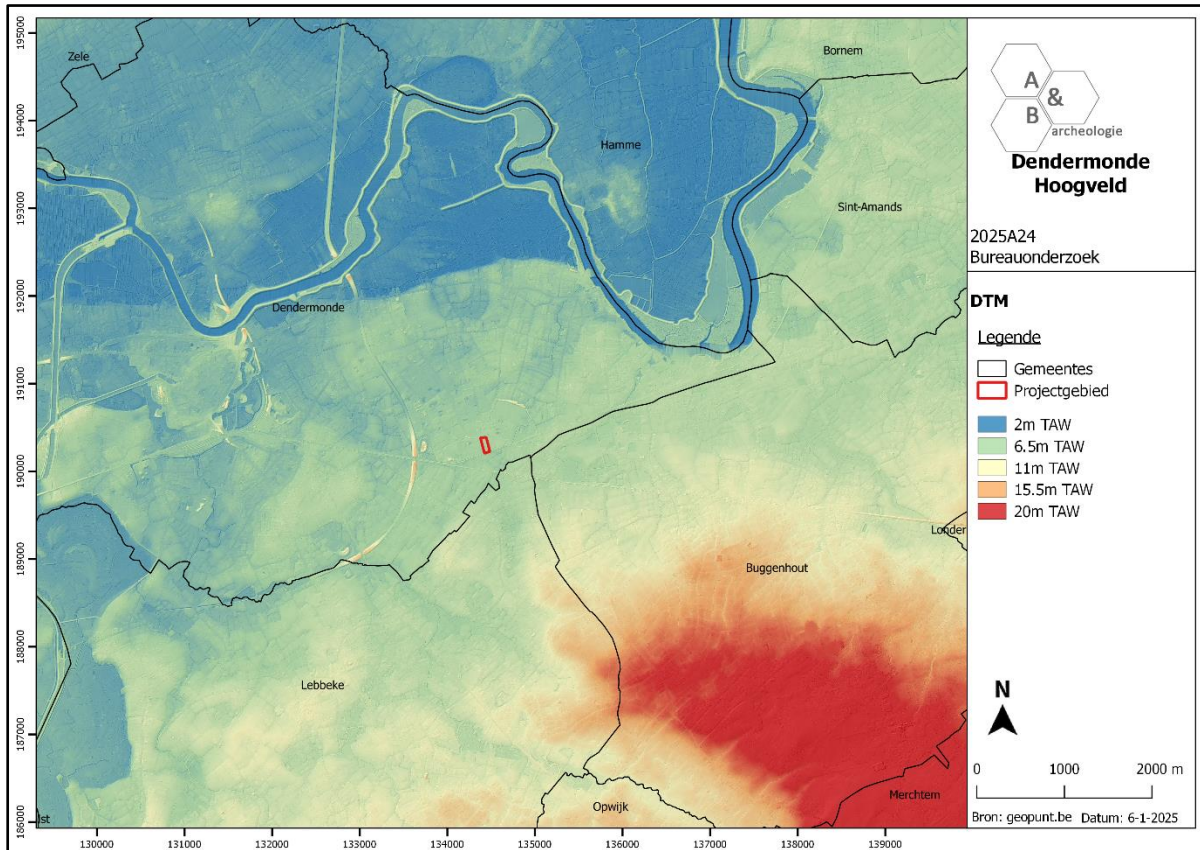 195000
194000
193000
192000
191000
190000
189000
188000
187000
186000
130000
131000
132000
133000
134000
135000
136000
137000
138000
139000
Zele
Bornem
Hamme
Sint-Amands
Dendermonde
Buggenhout
Londer
Lebbeke
Opwijk
Merchtem
lst
A
&
B
archeologie
Dendermonde
Hoogveld
2025A24
Bureauonderzoek
DTM
Legende
Gemeentes
Projectgebied
2m TAW
6.5m TAW
11m TAW
15.5m TAW
20m TAW
N
0 1000 2000 m
Bron: geopunt.be Datum: 6-1-2025